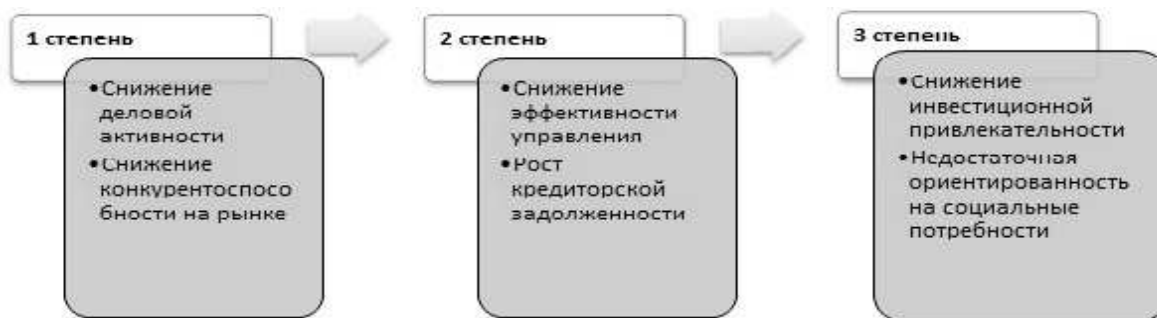 1 степень
•Снижение
деловой
активности
•Снижение
конкурентоспосо
бности на рынке
2 степень
•Снижение
эффективности
управления
•Рост
кредиторской
задолженности
3 степень
•Снижение
инвестиционной
привлекательности
•Недостаточная
ориентированность
на социальные
потребности